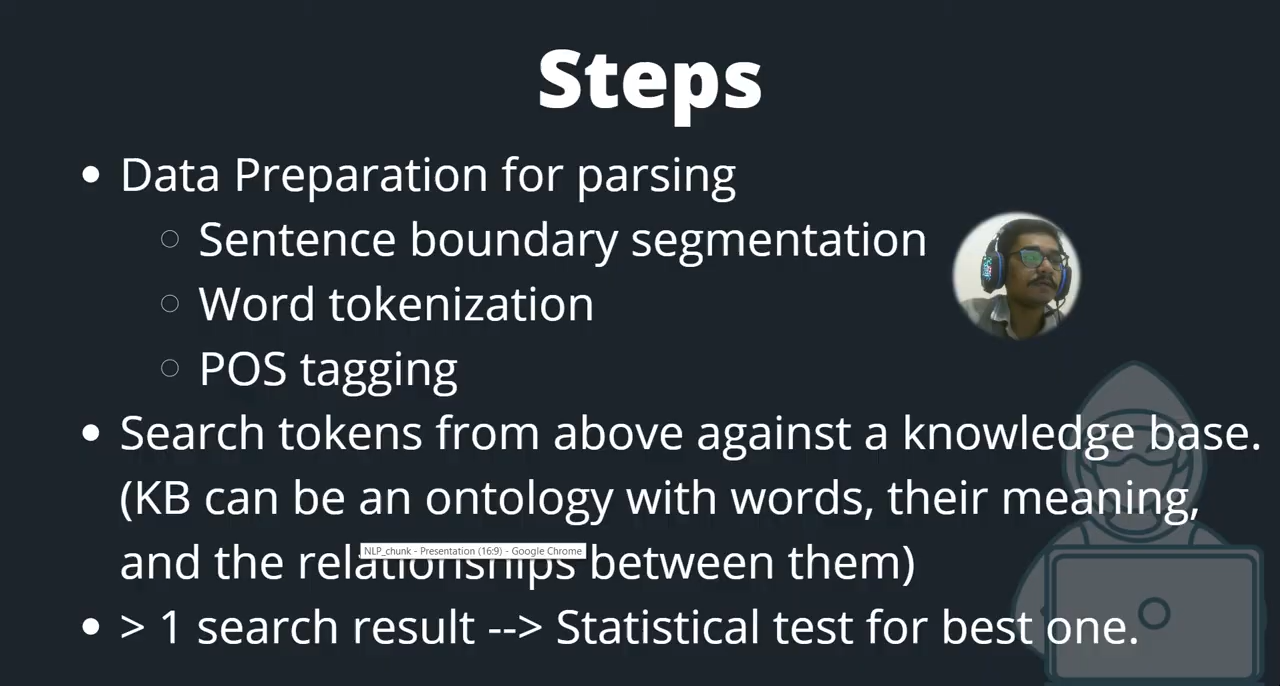 Steps
• Data Preparation for parsing
○ Sentence boundary segmentation
○ Word tokenization
○ POS tagging
• Search tokens from above against a knowledge base.
(KB can be an ontology with words, their meaning,
NLP_chunk - Presentation (16:9) - Google Chrome
and the relationships between them)
• > 1 search result --> Statistical test for best one.